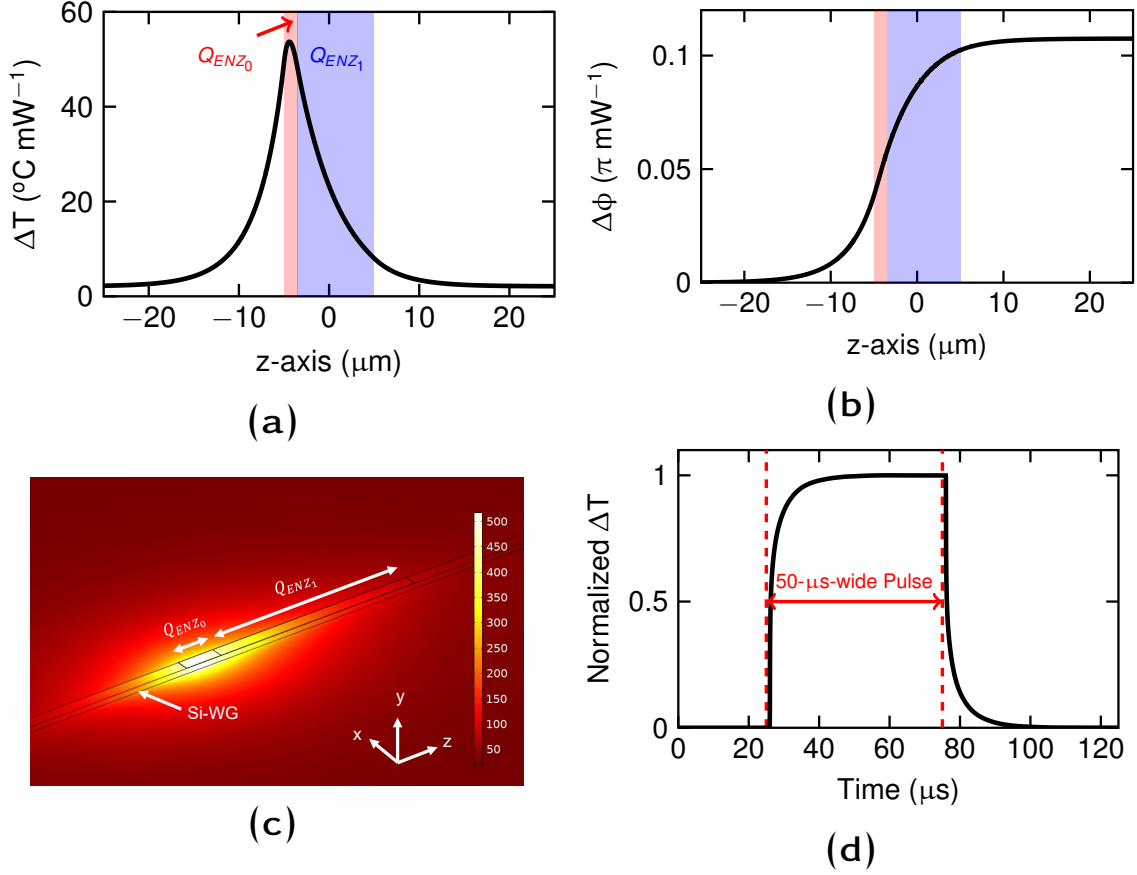 60
40
20
0
ΔT (ºC mW⁻¹)
Q_ENZ₀
Q_ENZ₁
−20 −10 0 10 20
z-axis (μm)
(a)
0.1
0.05
0
Δϕ (π mW⁻¹)
−20 −10 0 10 20
z-axis (μm)
(b)
Q_ENZ₁
Q_ENZ₀
Si-WG
x
y
z
500
450
400
350
300
250
200
150
100
50
(c)
1
0.5
0
Normalized ΔT
50-μs-wide Pulse
0 20 40 60 80 100 120
Time (μs)
(d)